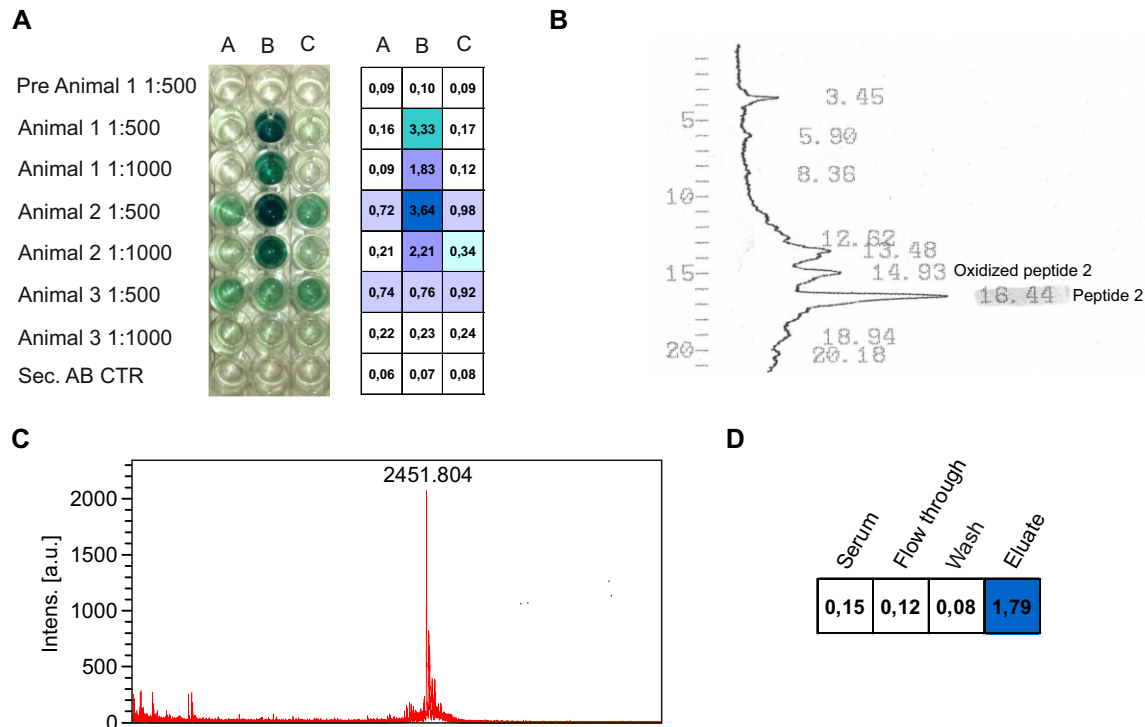 A
A B C
A B C
Pre Animal 1 1:500
0,09 0,10 0,09
Animal 1 1:500
0,16 3,33 0,17
Animal 1 1:1000
0,09 1,83 0,12
Animal 2 1:500
0,72 3,64 0,98
Animal 2 1:1000
0,21 2,21 0,34
Animal 3 1:500
0,74 0,76 0,92
Animal 3 1:1000
0,22 0,23 0,24
Sec. AB CTR
0,06 0,07 0,08
B
3.45
5
5.90
8.36
10
12.62
13.48
15
14.93 Oxidized peptide 2
16.44 Peptide 2
18.94
20
20.18
C
2451.804
Intens. [a.u.]
2000
1500
1000
500
0
D
Serum
Flow through
Wash
Eluate
0,15 0,12 0,08 1,79